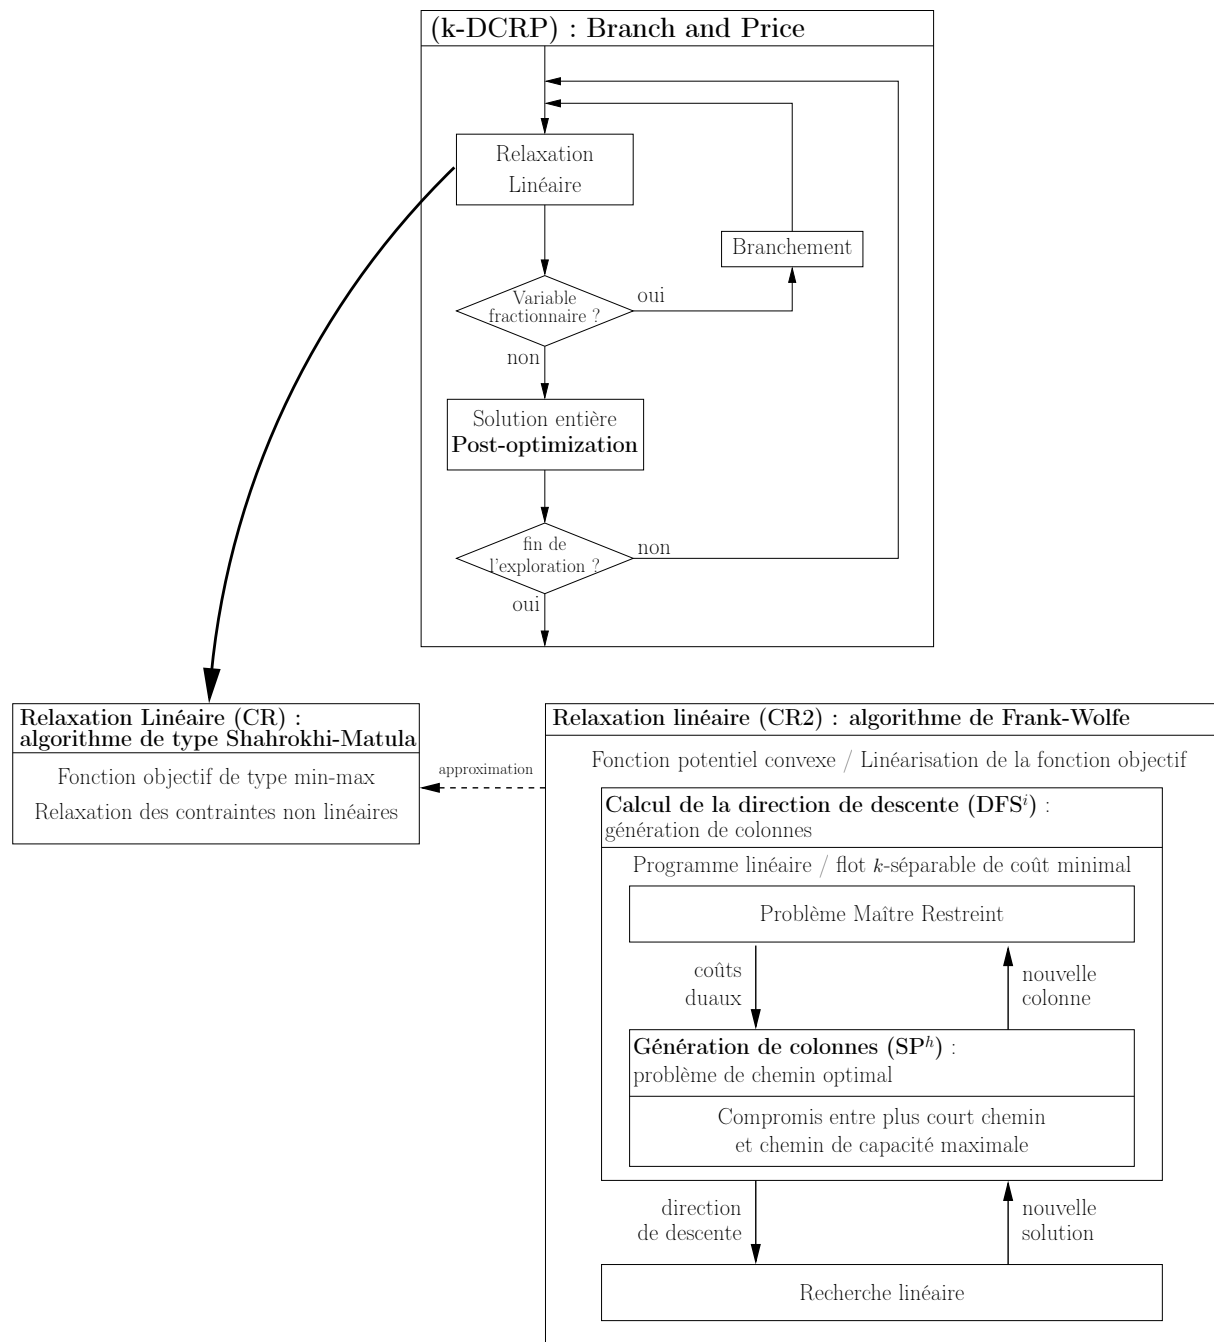 (k-DCRP) : Branch and Price
Relaxation
Linéaire
Branchement
Variable
fractionnaire ?
oui
non
Solution entière
Post-optimization
fin de
l'exploration ?
non
oui
Relaxation Linéaire (CR) :
algorithme de type Shahrokhi-Matula
Fonction objectif de type min-max
Relaxation des contraintes non linéaires
approximation
Relaxation linéaire (CR2) : algorithme de Frank-Wolfe
Fonction potentiel convexe / Linéarisation de la fonction objectif
Calcul de la direction de descente (DFS^i) :
génération de colonnes
Programme linéaire / flot k-séparable de coût minimal
Problème Maître Restreint
coûts
duaux
nouvelle
colonne
Génération de colonnes (SP^h) :
problème de chemin optimal
Compromis entre plus court chemin
et chemin de capacité maximale
direction
de descente
nouvelle
solution
Recherche linéaire